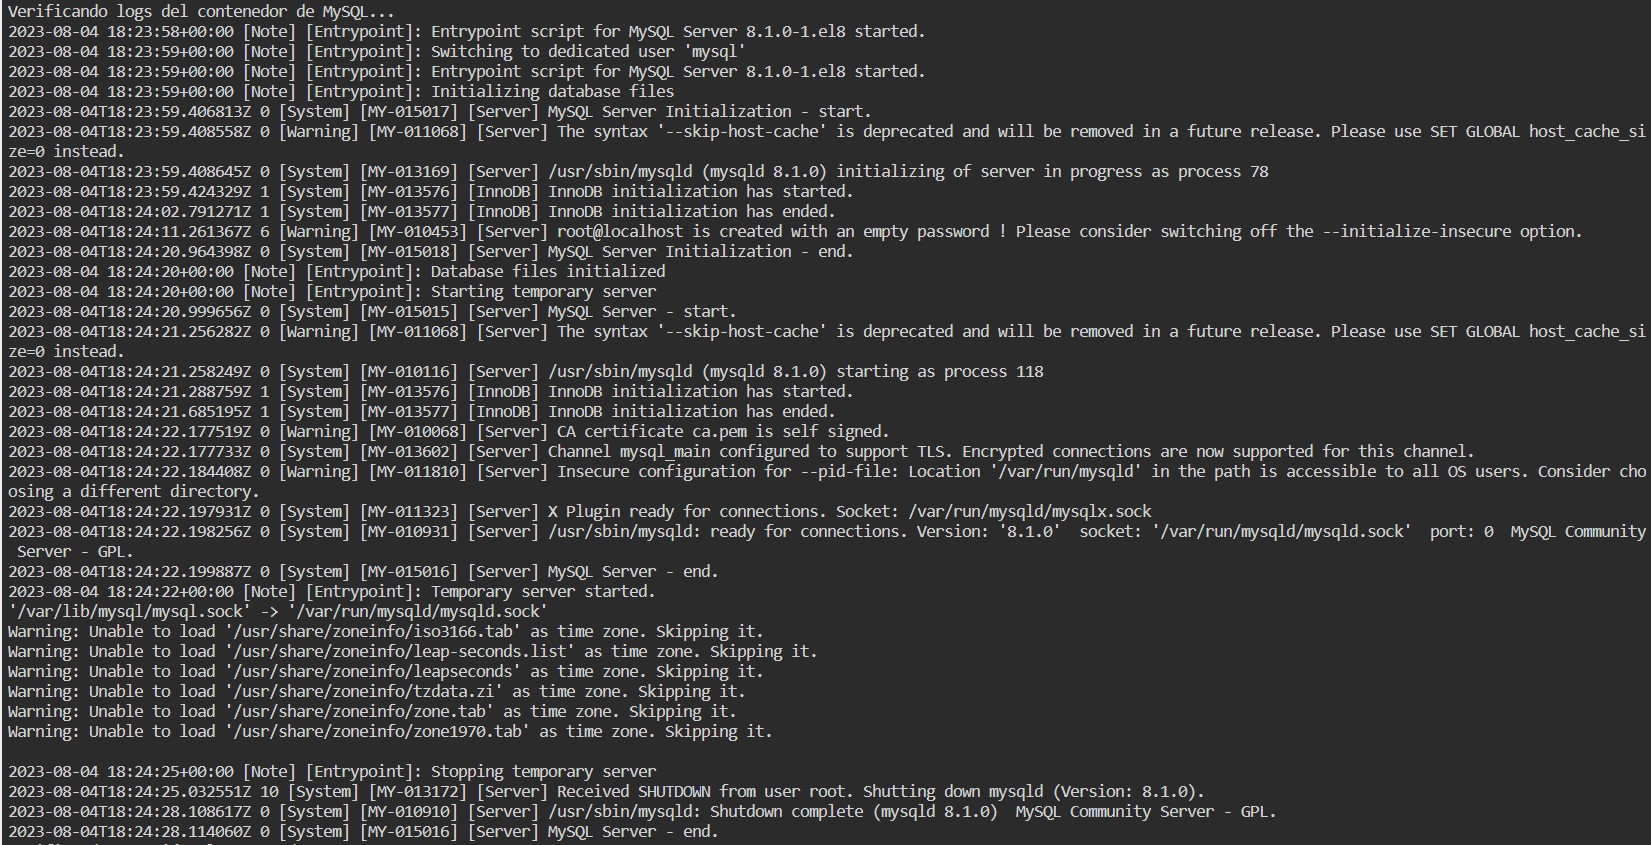 Verificando logs del contenedor de MySQL...
2023-08-04 18:23:58+00:00 [Note] [Entrypoint]: Entrypoint script for MySQL Server 8.1.0-1.el8 started.
2023-08-04 18:23:59+00:00 [Note] [Entrypoint]: Switching to dedicated user 'mysql'
2023-08-04 18:23:59+00:00 [Note] [Entrypoint]: Entrypoint script for MySQL Server 8.1.0-1.el8 started.
2023-08-04 18:23:59+00:00 [Note] [Entrypoint]: Initializing database files
2023-08-04T18:23:59.406813Z 0 [System] [MY-015017] [Server] MySQL Server Initialization - start.
2023-08-04T18:23:59.408558Z 0 [Warning] [MY-011068] [Server] The syntax '--skip-host-cache' is deprecated and will be removed in a future release. Please use SET GLOBAL host_cache_si
ze=0 instead.
2023-08-04T18:23:59.408645Z 0 [System] [MY-013169] [Server] /usr/sbin/mysqld (mysqld 8.1.0) initializing of server in progress as process 78
2023-08-04T18:23:59.424329Z 1 [System] [MY-013576] [InnoDB] InnoDB initialization has started.
2023-08-04T18:24:02.791271Z 1 [System] [MY-013577] [InnoDB] InnoDB initialization has ended.
2023-08-04T18:24:11.261367Z 6 [Warning] [MY-010453] [Server] root@localhost is created with an empty password ! Please consider switching off the --initialize-insecure option.
2023-08-04T18:24:20.964398Z 0 [System] [MY-015018] [Server] MySQL Server Initialization - end.
2023-08-04 18:24:20+00:00 [Note] [Entrypoint]: Database files initialized
2023-08-04 18:24:20+00:00 [Note] [Entrypoint]: Starting temporary server
2023-08-04T18:24:20.999656Z 0 [System] [MY-015015] [Server] MySQL Server - start.
2023-08-04T18:24:21.256282Z 0 [Warning] [MY-011068] [Server] The syntax '--skip-host-cache' is deprecated and will be removed in a future release. Please use SET GLOBAL host_cache_si
ze=0 instead.
2023-08-04T18:24:21.258249Z 0 [System] [MY-010116] [Server] /usr/sbin/mysqld (mysqld 8.1.0) starting as process 118
2023-08-04T18:24:21.288759Z 1 [System] [MY-013576] [InnoDB] InnoDB initialization has started.
2023-08-04T18:24:21.685195Z 1 [System] [MY-013577] [InnoDB] InnoDB initialization has ended.
2023-08-04T18:24:22.177519Z 0 [Warning] [MY-010068] [Server] CA certificate ca.pem is self signed.
2023-08-04T18:24:22.177733Z 0 [System] [MY-013602] [Server] Channel mysql_main configured to support TLS. Encrypted connections are now supported for this channel.
2023-08-04T18:24:22.184408Z 0 [Warning] [MY-011810] [Server] Insecure configuration for --pid-file: Location '/var/run/mysqld' in the path is accessible to all OS users. Consider cho
osing a different directory.
2023-08-04T18:24:22.197931Z 0 [System] [MY-011323] [Server] X Plugin ready for connections. Socket: /var/run/mysqld/mysqlx.sock
2023-08-04T18:24:22.198256Z 0 [System] [MY-010931] [Server] /usr/sbin/mysqld: ready for connections. Version: '8.1.0'  socket: '/var/run/mysqld/mysqld.sock'  port: 0  MySQL Community
 Server - GPL.
2023-08-04T18:24:22.199887Z 0 [System] [MY-015016] [Server] MySQL Server - end.
2023-08-04 18:24:22+00:00 [Note] [Entrypoint]: Temporary server started.
'/var/lib/mysql/mysql.sock' -> '/var/run/mysqld/mysqld.sock'
Warning: Unable to load '/usr/share/zoneinfo/iso3166.tab' as time zone. Skipping it.
Warning: Unable to load '/usr/share/zoneinfo/leap-seconds.list' as time zone. Skipping it.
Warning: Unable to load '/usr/share/zoneinfo/leapseconds' as time zone. Skipping it.
Warning: Unable to load '/usr/share/zoneinfo/tzdata.zi' as time zone. Skipping it.
Warning: Unable to load '/usr/share/zoneinfo/zone.tab' as time zone. Skipping it.
Warning: Unable to load '/usr/share/zoneinfo/zone1970.tab' as time zone. Skipping it.

2023-08-04 18:24:25+00:00 [Note] [Entrypoint]: Stopping temporary server
2023-08-04T18:24:25.032551Z 10 [System] [MY-013172] [Server] Received SHUTDOWN from user root. Shutting down mysqld (Version: 8.1.0).
2023-08-04T18:24:28.108617Z 0 [System] [MY-010910] [Server] /usr/sbin/mysqld: Shutdown complete (mysqld 8.1.0)  MySQL Community Server - GPL.
2023-08-04T18:24:28.114060Z 0 [System] [MY-015016] [Server] MySQL Server - end.